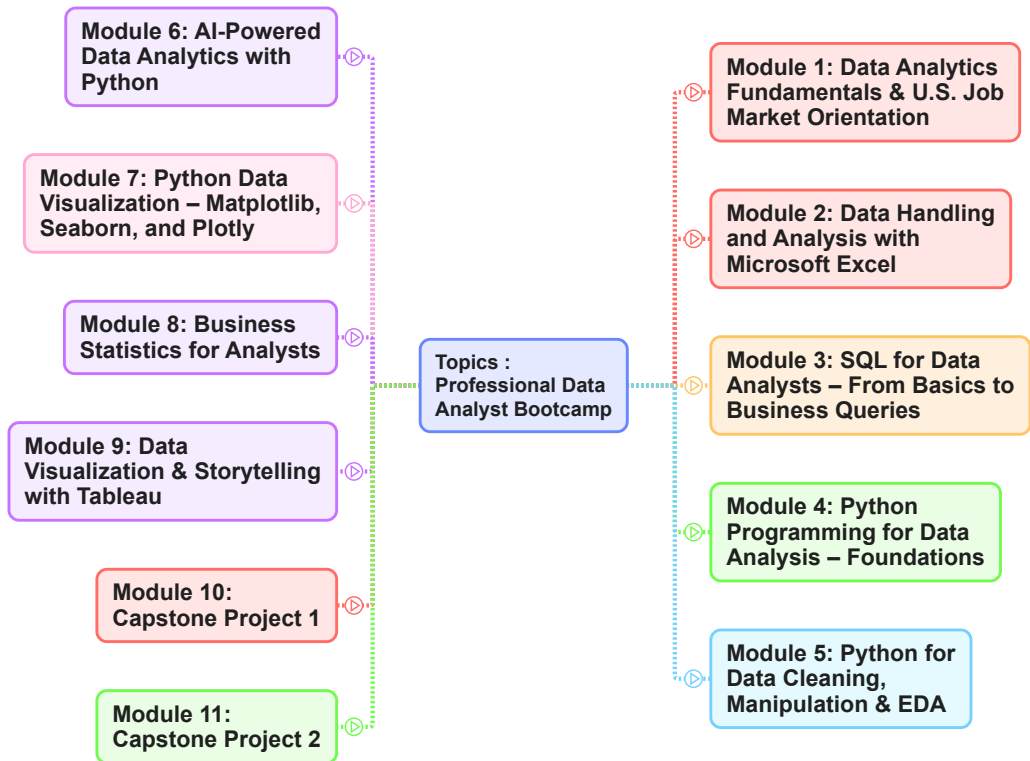 Topics :
Professional Data
Analyst Bootcamp
Module 1: Data Analytics
Fundamentals & U.S. Job
Market Orientation
Module 2: Data Handling
and Analysis with
Microsoft Excel
Module 3: SQL for Data
Analysts – From Basics to
Business Queries
Module 4: Python
Programming for Data
Analysis – Foundations
Module 5: Python for
Data Cleaning,
Manipulation & EDA
Module 6: AI-Powered
Data Analytics with
Python
Module 7: Python Data
Visualization – Matplotlib,
Seaborn, and Plotly
Module 8: Business
Statistics for Analysts
Module 9: Data
Visualization & Storytelling
with Tableau
Module 10:
Capstone Project 1
Module 11:
Capstone Project 2